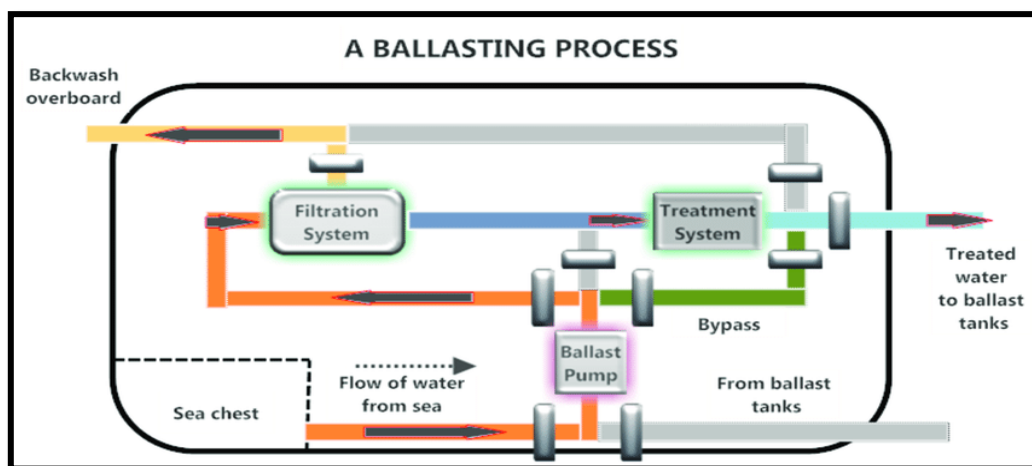 A BALLASTING PROCESS
Backwash
overboard
Filtration
System
Treatment
System
Treated
water
to ballast
tanks
Bypass
Ballast
Pump
Flow of water
from sea
From ballast
tanks
Sea chest